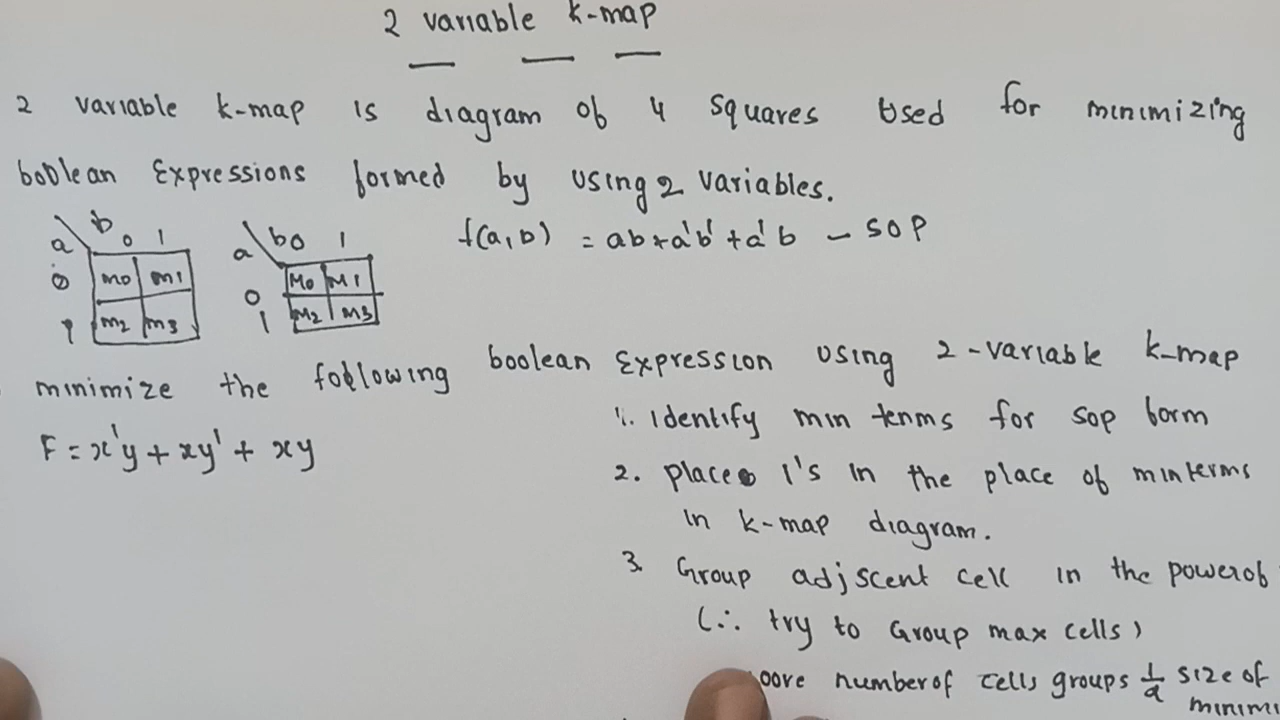 2 variable k-map
2 variable k-map is diagram of 4 squares used for minimizing
boolean Expressions formed by using 2 variables.
b
a 0 1
0 m0 m1
1 m2 m3
b 0 1
a M0 M1
0 M2 M3
1
f(a,b) = ab+a'b'+a'b - SOP
minimize the following boolean Expression using 2-variable k-map
F = x'y + xy' + xy
1. Identify min terms for SOP form
2. place 1's in the place of minterms
in k-map diagram.
3. Group adjscent cell in the powerof
(∴ try to Group max cells)
number of cells groups 1/a size of
minimi